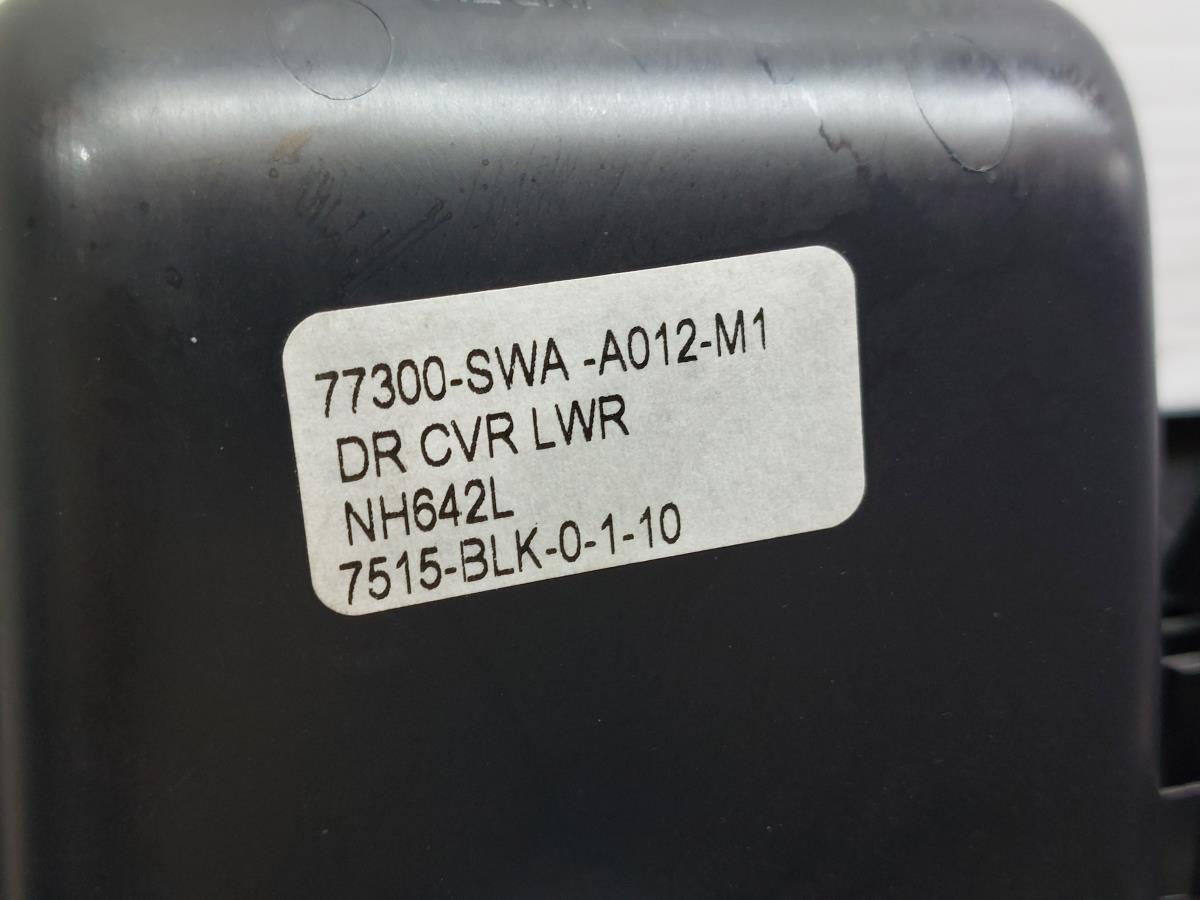 77300-SWA -A012-M1
DR CVR LWR
NH642L
7515-BLK-0-1-10